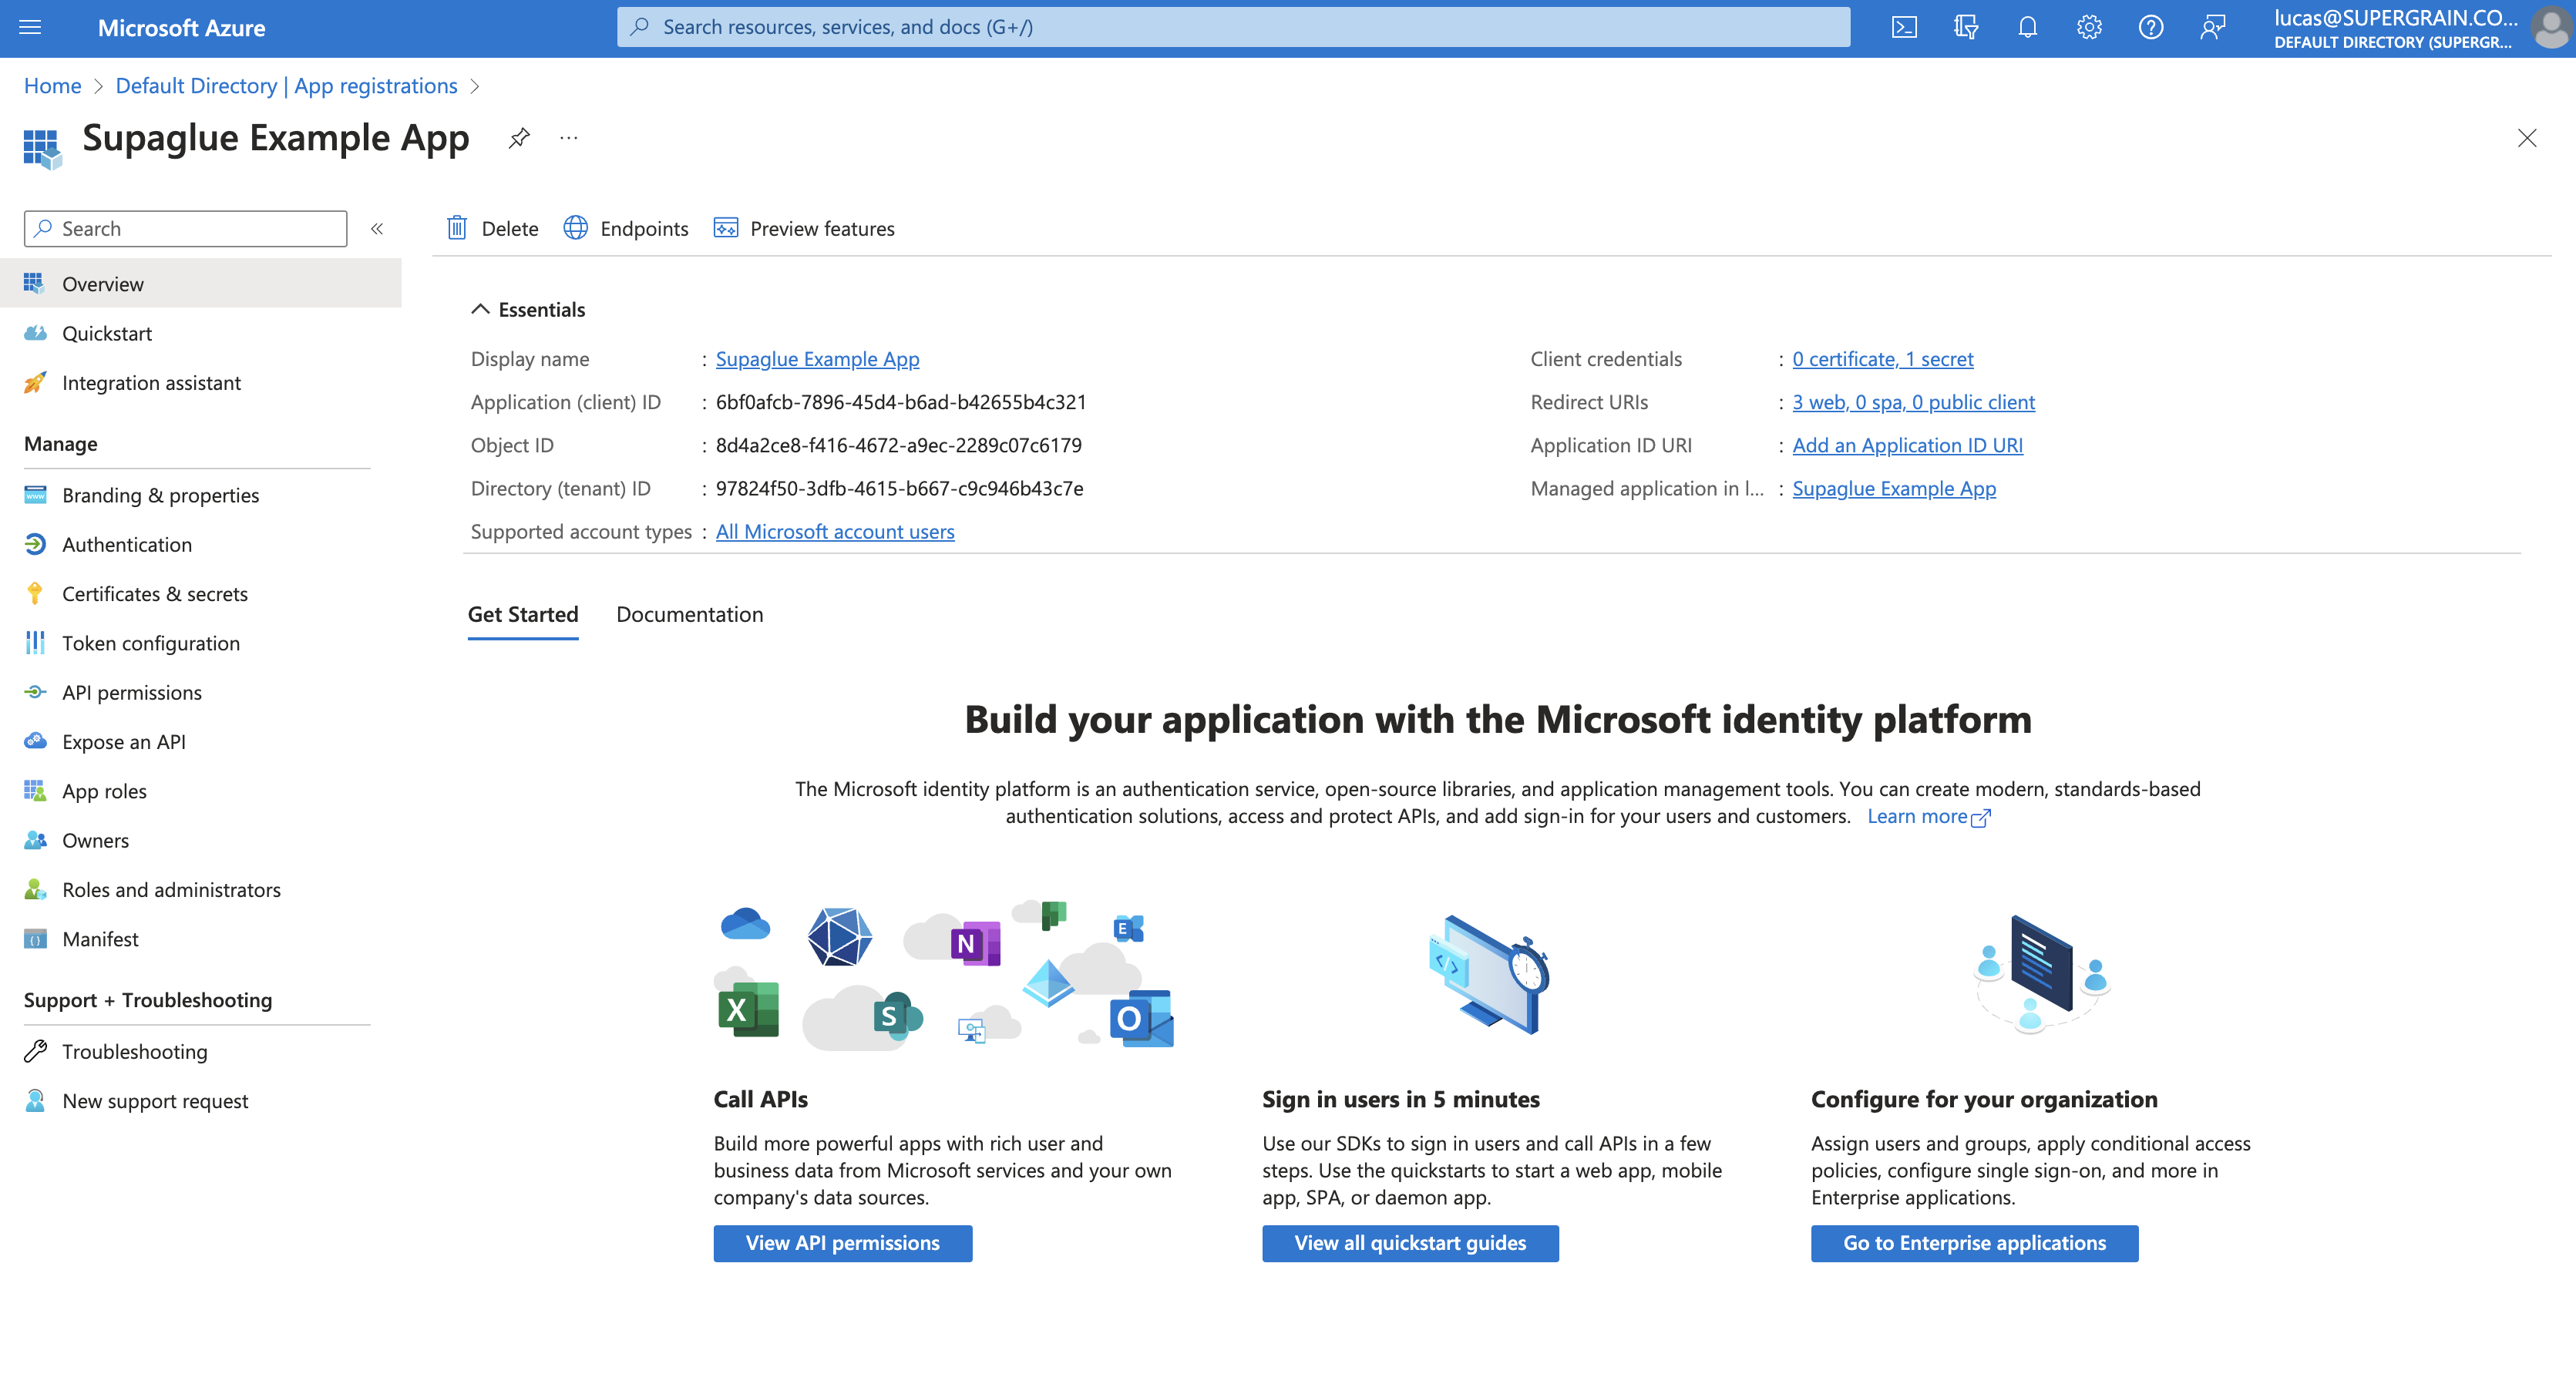 Microsoft Azure
Search resources, services, and docs (G+/)
lucas@SUPERGRAIN.CO...
DEFAULT DIRECTORY (SUPERGR...
Home > Default Directory | App registrations >
Supaglue Example App
...
Search
«
Delete
Endpoints
Preview features
Overview
Quickstart
Integration assistant
Manage
Branding & properties
Authentication
Certificates & secrets
Token configuration
API permissions
Expose an API
App roles
Owners
Roles and administrators
Manifest
Support + Troubleshooting
Troubleshooting
New support request
Essentials
Display name : Supaglue Example App
Application (client) ID : 6bf0afcb-7896-45d4-b6ad-b42655b4c321
Object ID : 8d4a2ce8-f416-4672-a9ec-2289c07c6179
Directory (tenant) ID : 97824f50-3dfb-4615-b667-c9c946b43c7e
Supported account types : All Microsoft account users
Client credentials : 0 certificate, 1 secret
Redirect URIs : 3 web, 0 spa, 0 public client
Application ID URI : Add an Application ID URI
Managed application in l... : Supaglue Example App
Get Started
Documentation
Build your application with the Microsoft identity platform
The Microsoft identity platform is an authentication service, open-source libraries, and application management tools. You can create modern, standards-based
authentication solutions, access and protect APIs, and add sign-in for your users and customers. Learn more
N
E
X
S
O
Call APIs
Build more powerful apps with rich user and
business data from Microsoft services and your own
company's data sources.
View API permissions
Sign in users in 5 minutes
Use our SDKs to sign in users and call APIs in a few
steps. Use the quickstarts to start a web app, mobile
app, SPA, or daemon app.
View all quickstart guides
Configure for your organization
Assign users and groups, apply conditional access
policies, configure single sign-on, and more in
Enterprise applications.
Go to Enterprise applications